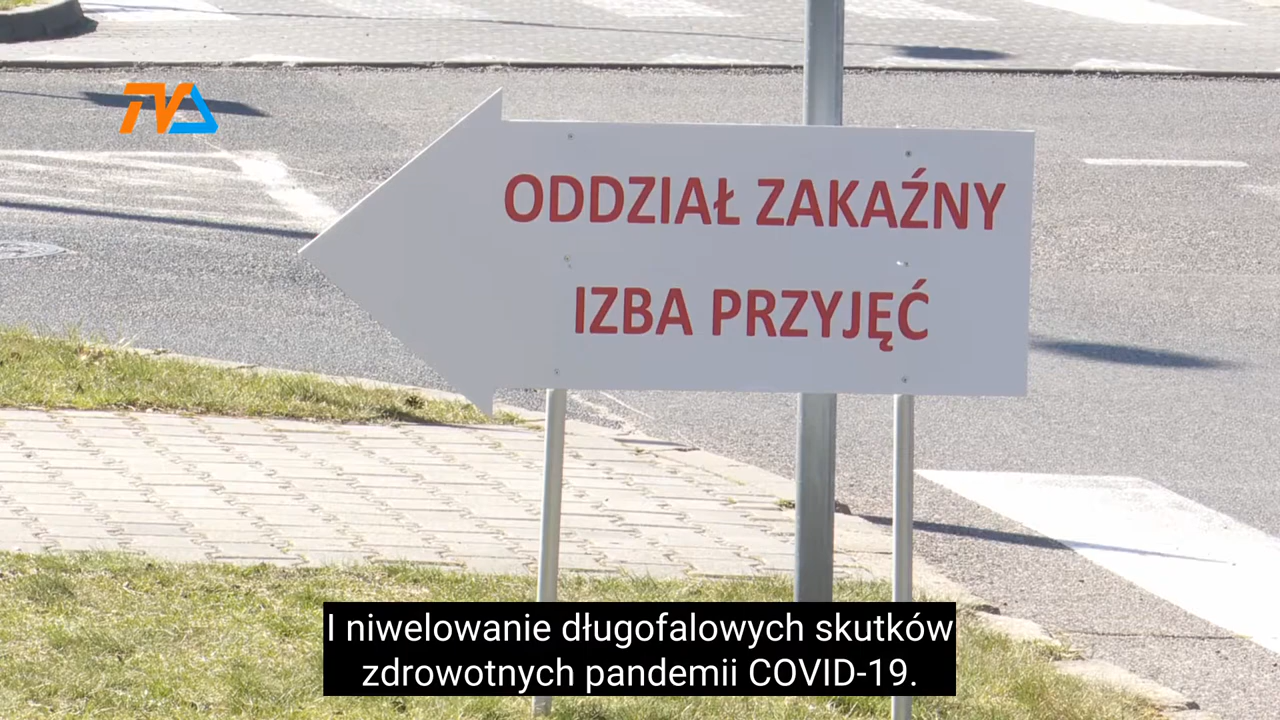 TVA
ODDZIAŁ ZAKAŹNY
IZBA PRZYJĘĆ
I niwelowanie długofalowych skutków
zdrowotnych pandemii COVID-19.